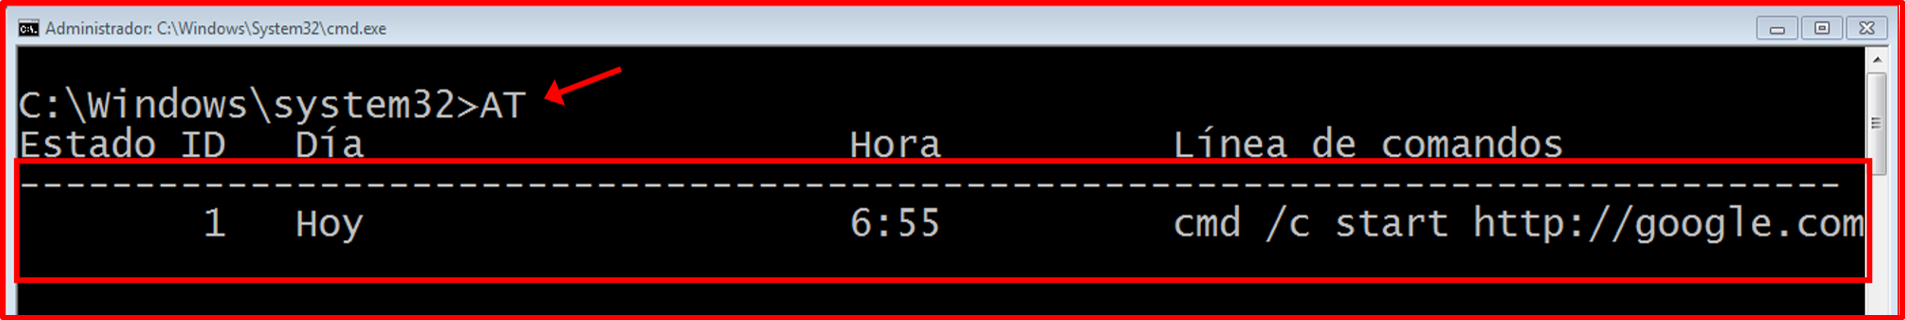 Administrador: C:\Windows\System32\cmd.exe
C:\Windows\system32>AT
Estado ID   Día                     Hora          Línea de comandos
-------------------------------------------------------------------------------
        1   Hoy                     6:55          cmd /c start http://google.com